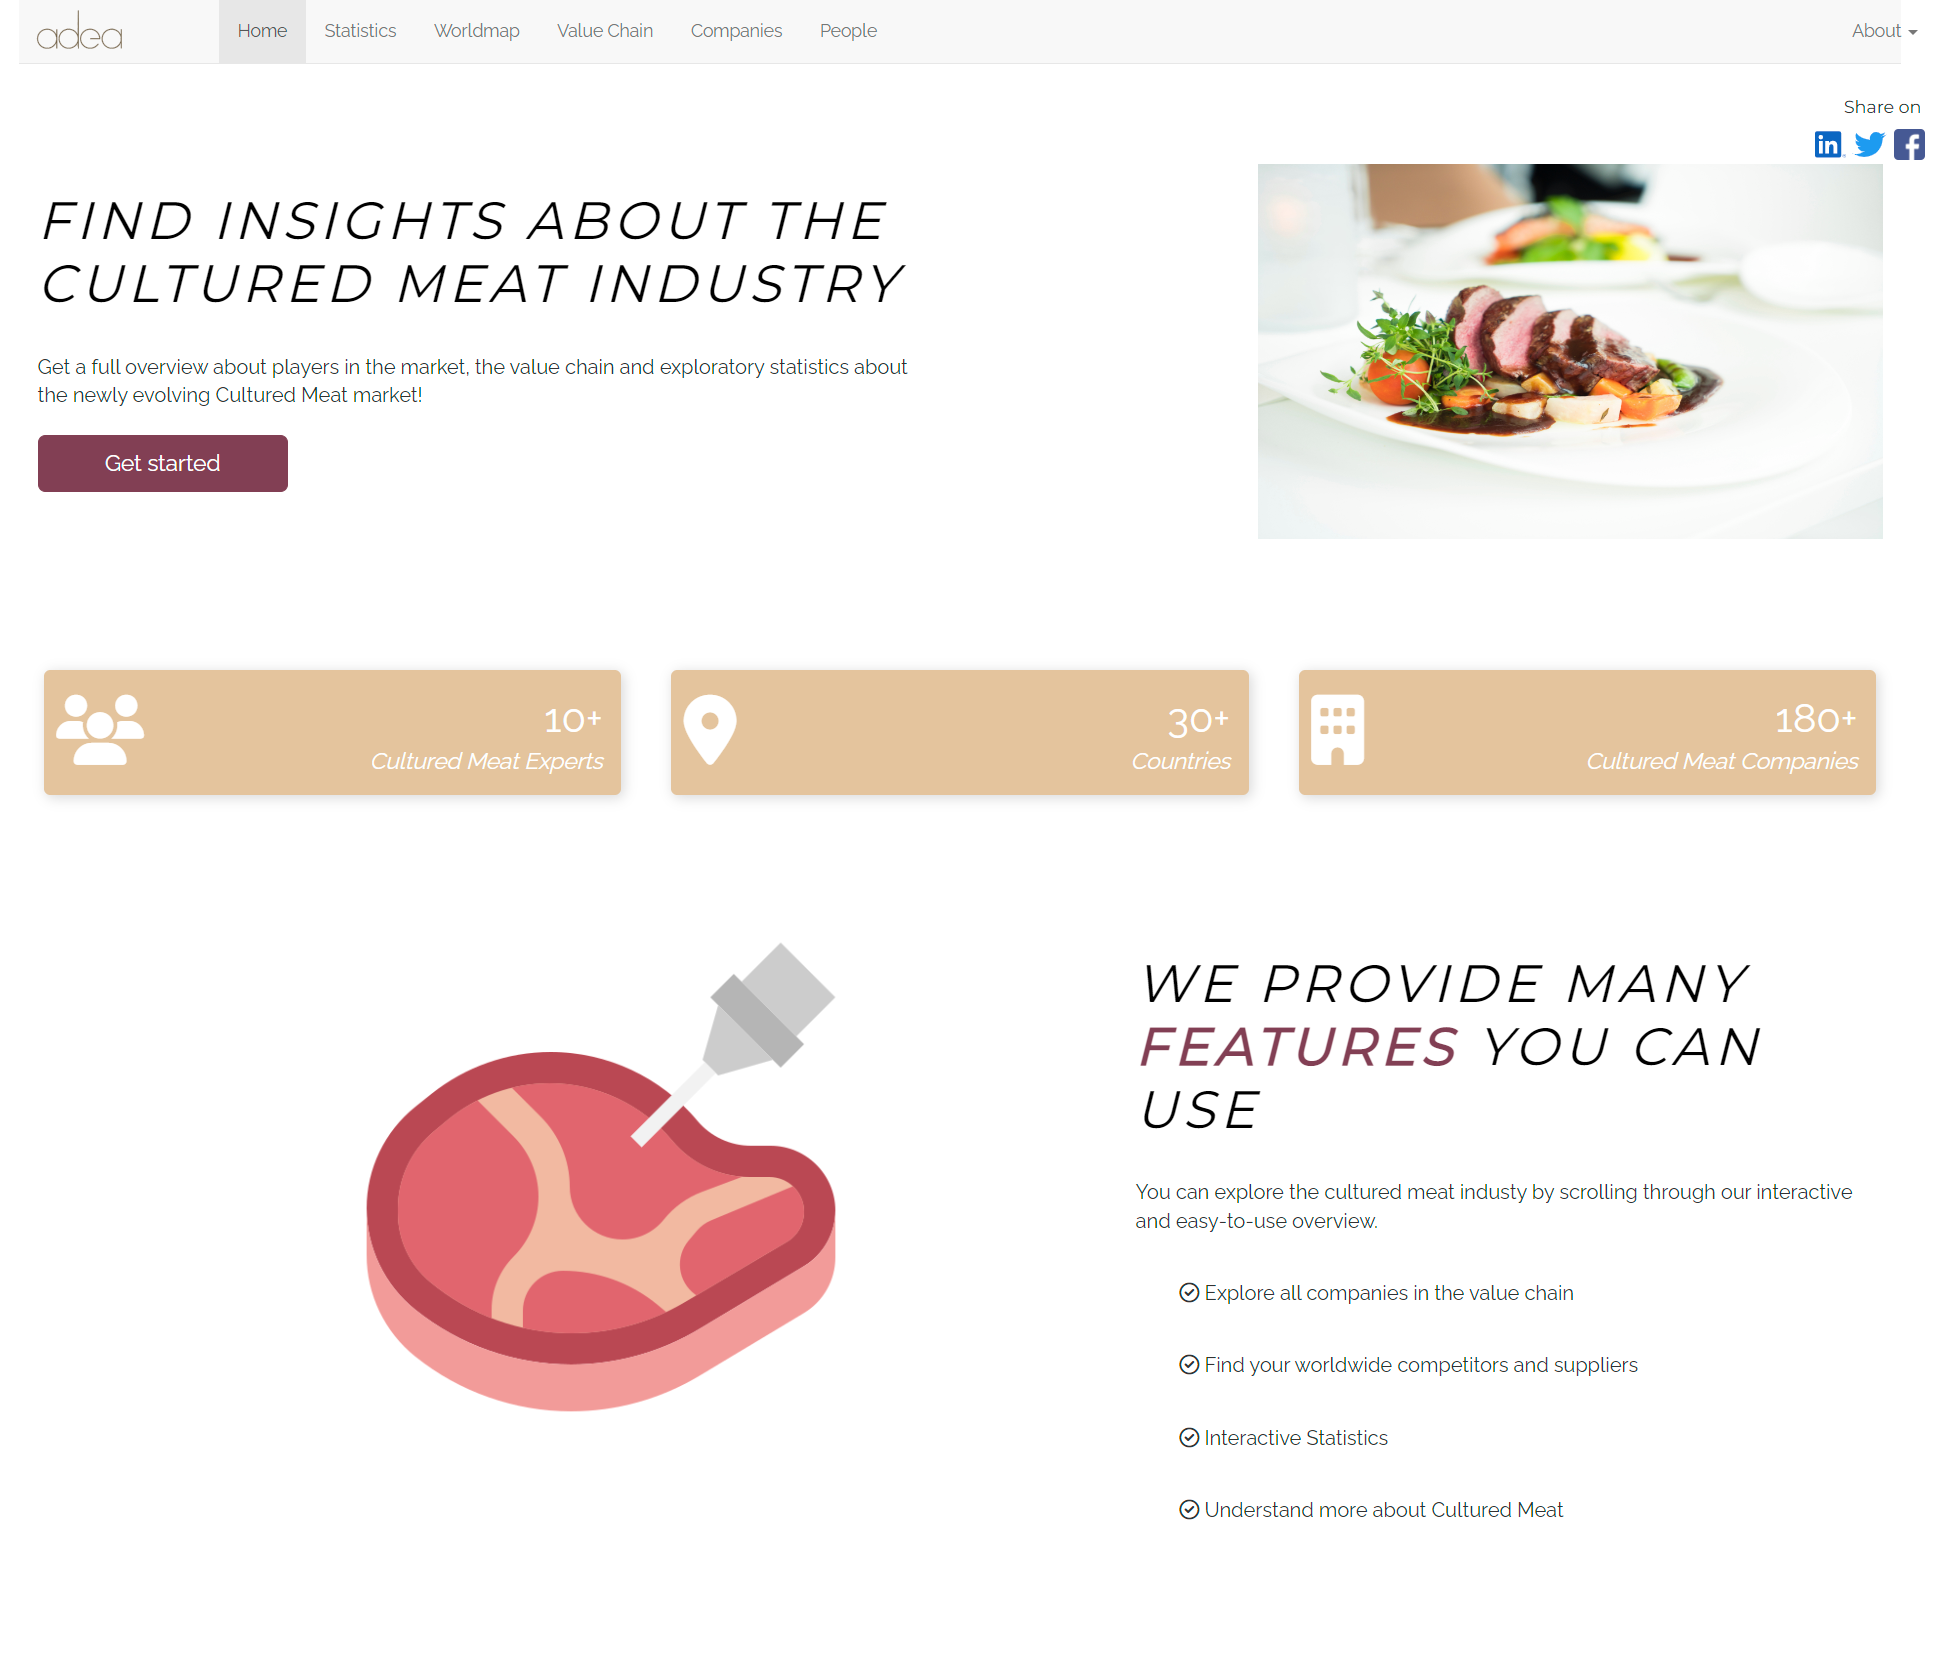 adea
Home Statistics Worldmap Value Chain Companies People About
Share on
in
FIND INSIGHTS ABOUT THE
CULTURED MEAT INDUSTRY
Get a full overview about players in the market, the value chain and exploratory statistics about
the newly evolving Cultured Meat market!
Get started
10+
Cultured Meat Experts
30+
Countries
180+
Cultured Meat Companies
WE PROVIDE MANY
FEATURES YOU CAN
USE
You can explore the cultured meat industy by scrolling through our interactive
and easy-to-use overview.
Explore all companies in the value chain
Find your worldwide competitors and suppliers
Interactive Statistics
Understand more about Cultured Meat